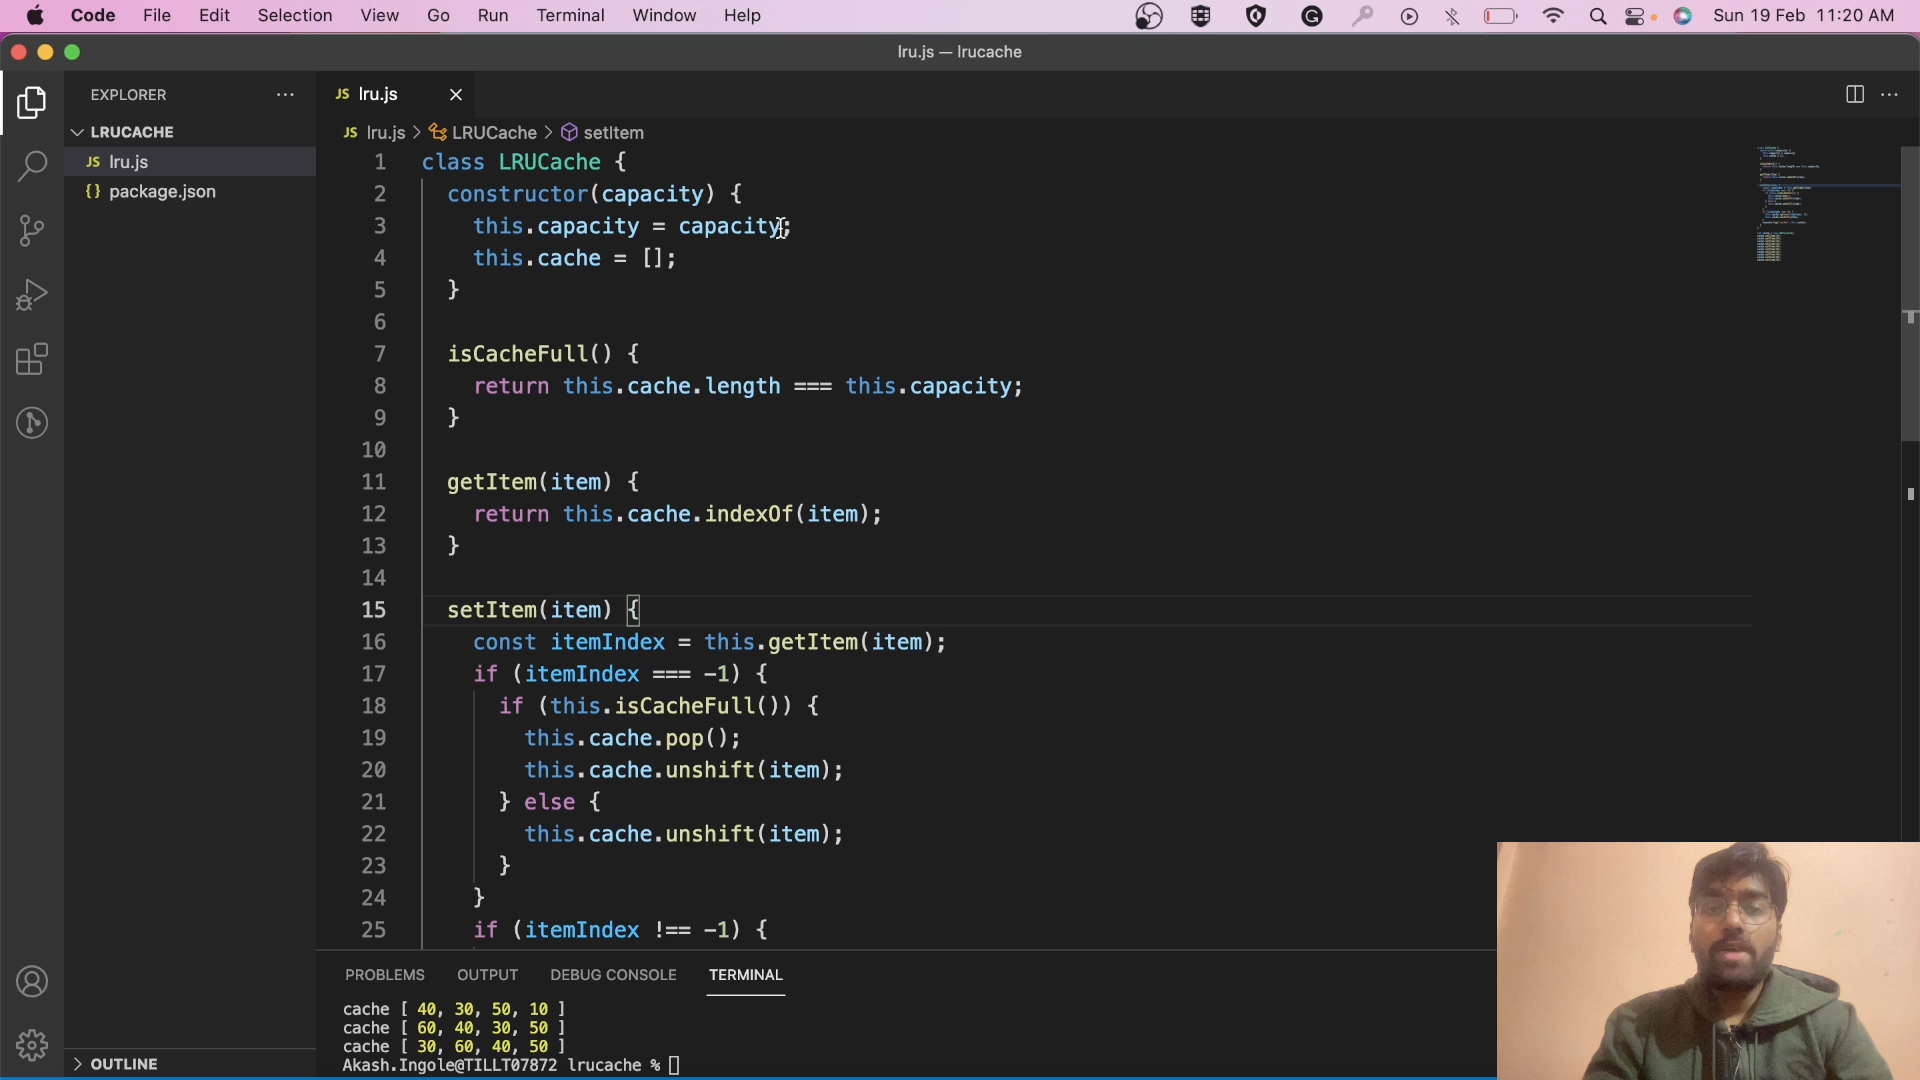 Code File Edit Selection View Go Run Terminal Window Help Sun 19 Feb 11:20 AM
lru.js — lrucache
EXPLORER
LRUCACHE
JS lru.js
{} package.json
OUTLINE
JS lru.js
JS lru.js > LRUCache > setItem
1 class LRUCache {
2 constructor(capacity) {
3 this.capacity = capacity;
4 this.cache = [];
5 }
6
7 isCacheFull() {
8 return this.cache.length === this.capacity;
9 }
10
11 getItem(item) {
12 return this.cache.indexOf(item);
13 }
14
15 setItem(item) {
16 const itemIndex = this.getItem(item);
17 if (itemIndex === -1) {
18 if (this.isCacheFull()) {
19 this.cache.pop();
20 this.cache.unshift(item);
21 } else {
22 this.cache.unshift(item);
23 }
24 }
25 if (itemIndex !== -1) {
PROBLEMS OUTPUT DEBUG CONSOLE TERMINAL
cache [ 40, 30, 50, 10 ]
cache [ 60, 40, 30, 50 ]
cache [ 30, 60, 40, 50 ]
Akash.Ingole@TILLT07872 lrucache %